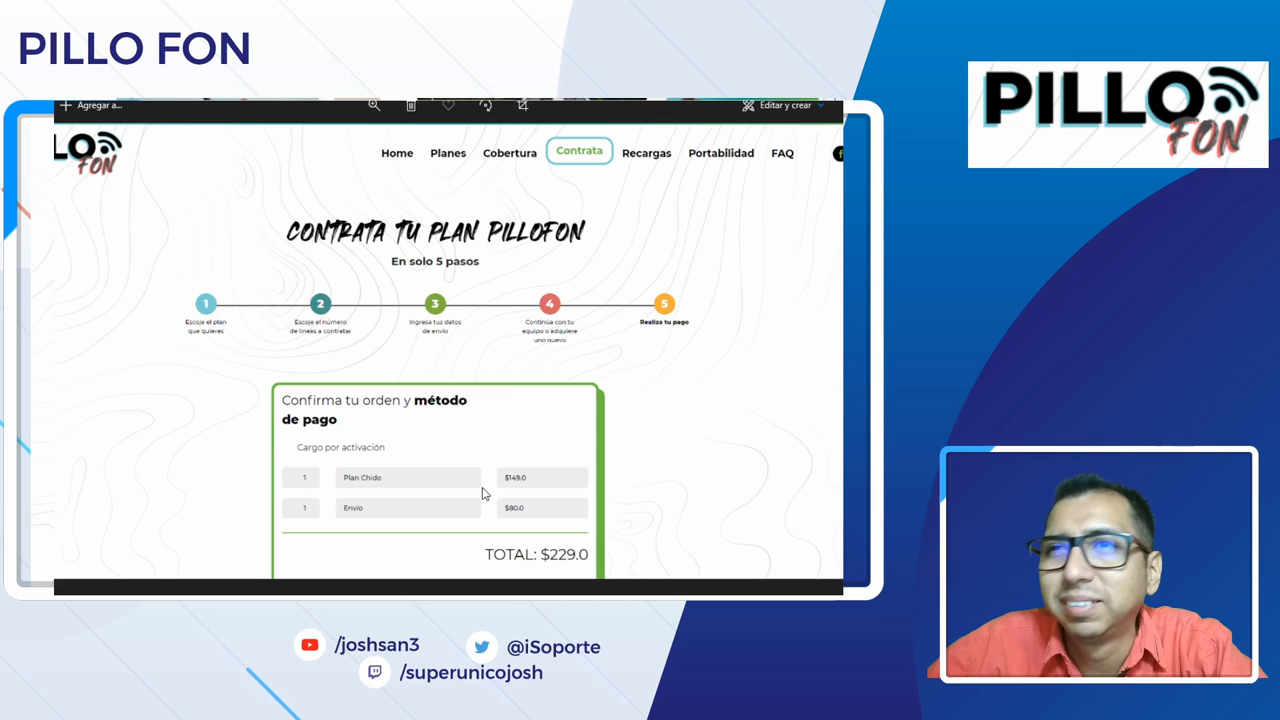 PILLO FON
PILLO
FON
Agregar a...
Editar y crear
LO
FON
Home
Planes
Cobertura
Contrata
Recargas
Portabilidad
FAQ
f
CONTRATA TU PLAN PILLOFON
En solo 5 pasos
1
2
3
4
5
Escoje el plan
que quieres
Escoje el número
de líneas a contratar
Ingresa tus datos
de envío
Continúa con tu
equipo o adquiere
uno nuevo
Realiza tu pago
Confirma tu orden y método
de pago
Cargo por activación
1 Plan Chido $149.0
1 Envío $80.0
TOTAL: $229.0
/joshsan3
@iSoporte
/superunicojosh